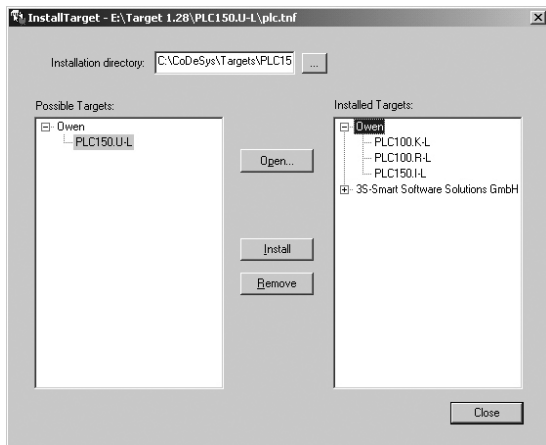 InstallTarget - E:\Target 1.28\PLC150.U-L\plc.tnf
Installation directory: C:\CoDeSys\Targets\PLC15 ...
Possible Targets:
Owen
PLC150.U-L
Open...
Install
Remove
Installed Targets:
Owen
PLC100.K-L
PLC100.R-L
PLC150.I-L
3S-Smart Software Solutions GmbH
Close